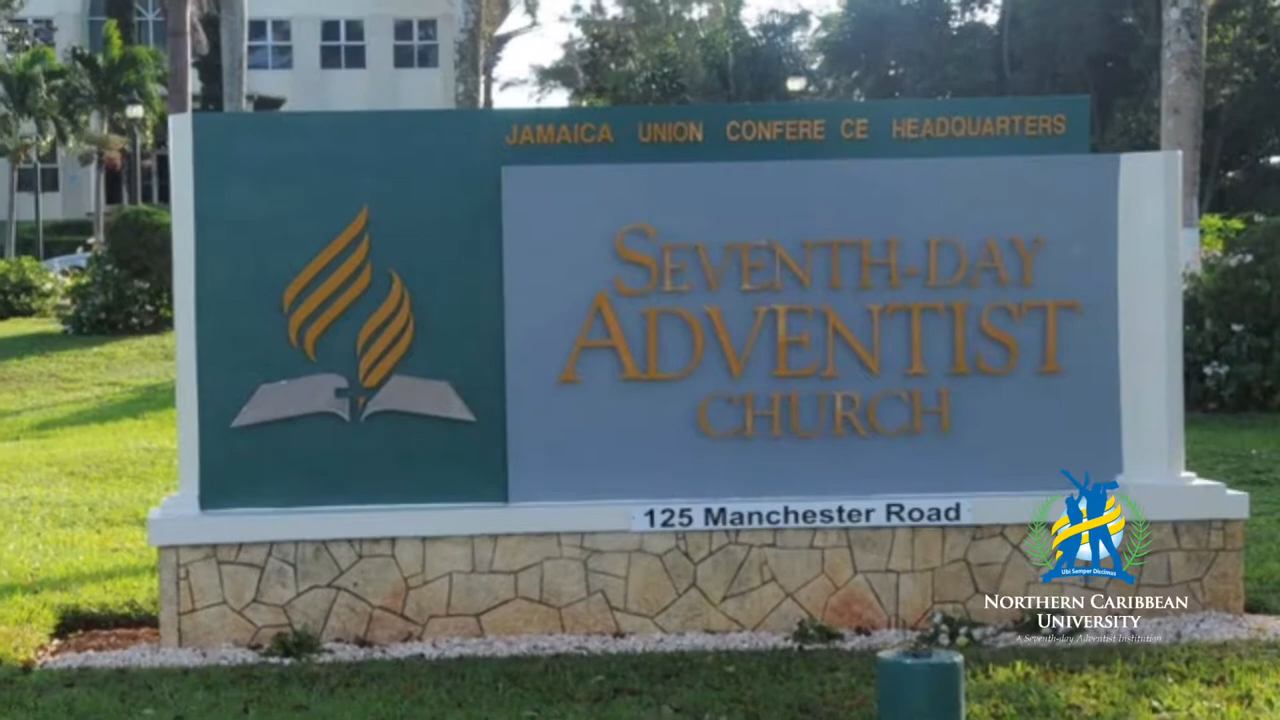 JAMAICA UNION CONFERE CE HEADQUARTERS
SEVENTH-DAY
ADVENTIST
CHURCH
125 Manchester Road
Ubi Semper Discimus
NORTHERN CARIBBEAN
UNIVERSITY
A Seventh-day Adventist Institution